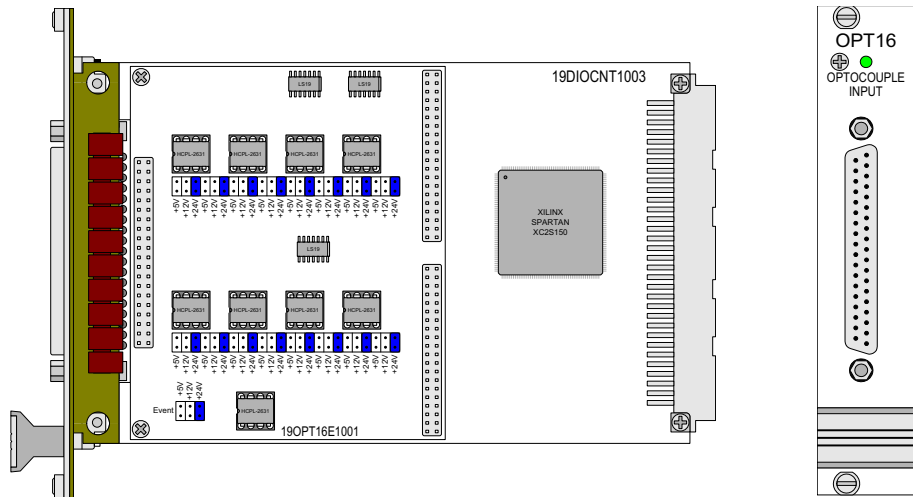 OPT16
OPTOCOUPLE
INPUT
19DIOCNT1003
LS19 LS19
HCPL-2631 HCPL-2631 HCPL-2631 HCPL-2631
+5V +12V +24V +5V +12V +24V +5V +12V +24V +5V +12V +24V +5V +12V +24V +5V +12V +24V +5V +12V +24V +5V +12V +24V
XILINX
SPARTAN
XC2S150
LS19
HCPL-2631 HCPL-2631 HCPL-2631 HCPL-2631
+5V +12V +24V +5V +12V +24V +5V +12V +24V +5V +12V +24V +5V +12V +24V +5V +12V +24V +5V +12V +24V +5V +12V +24V
+5V +12V +24V
Event
HCPL-2631
19OPT16E1001